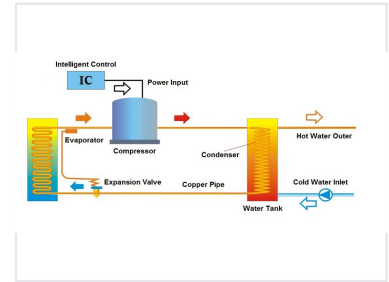 Intelligent Control
IC
Power Input
Evaporator
Compressor
Hot Water Outer
Condenser
Expansion Valve
Copper Pipe
Cold Water Inlet
Water Tank